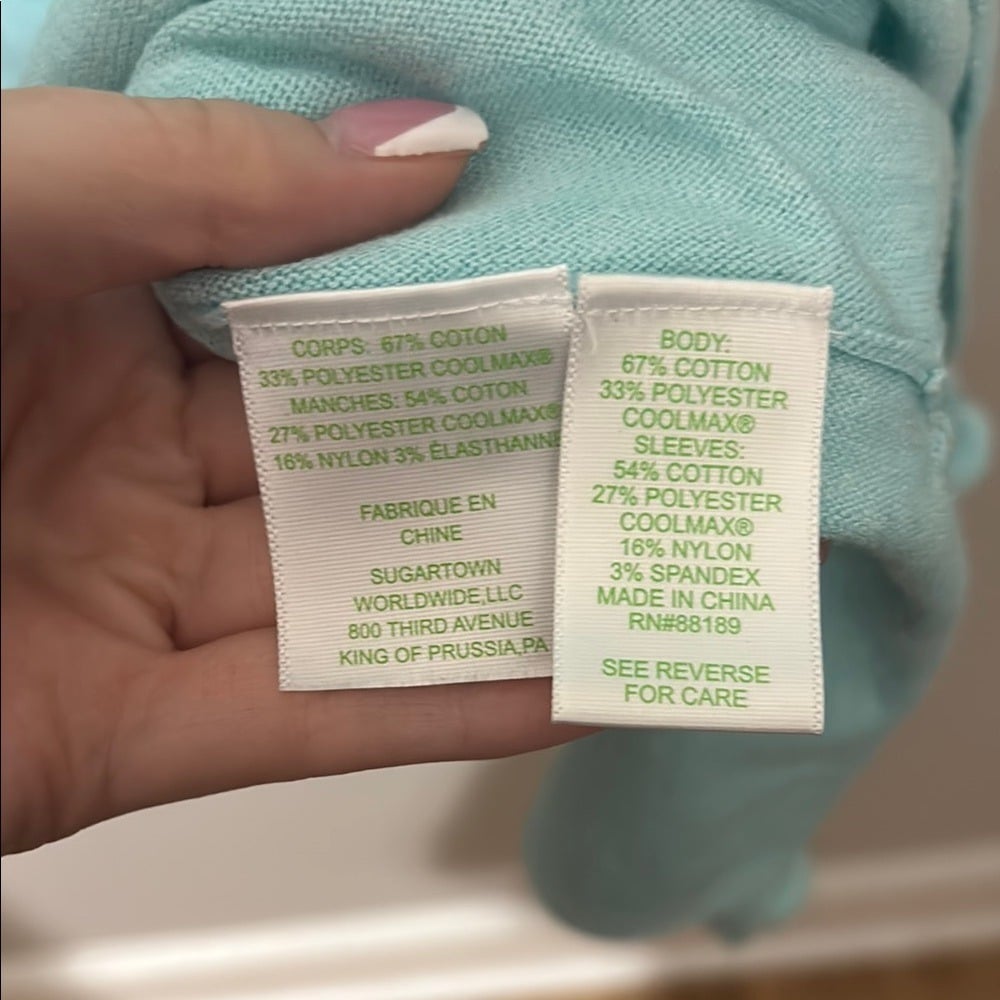 CORPS: 67% COTON
33% POLYESTER COOLMAX®
MANCHES: 54% COTON
27% POLYESTER COOLMAX®
16% NYLON 3% ÉLASTHANNE
FABRIQUE EN
CHINE
SUGARTOWN
WORLDWIDE,LLC
800 THIRD AVENUE
KING OF PRUSSIA,PA
BODY:
67% COTTON
33% POLYESTER
COOLMAX®
SLEEVES:
54% COTTON
27% POLYESTER
COOLMAX®
16% NYLON
3% SPANDEX
MADE IN CHINA
RN#88189
SEE REVERSE
FOR CARE